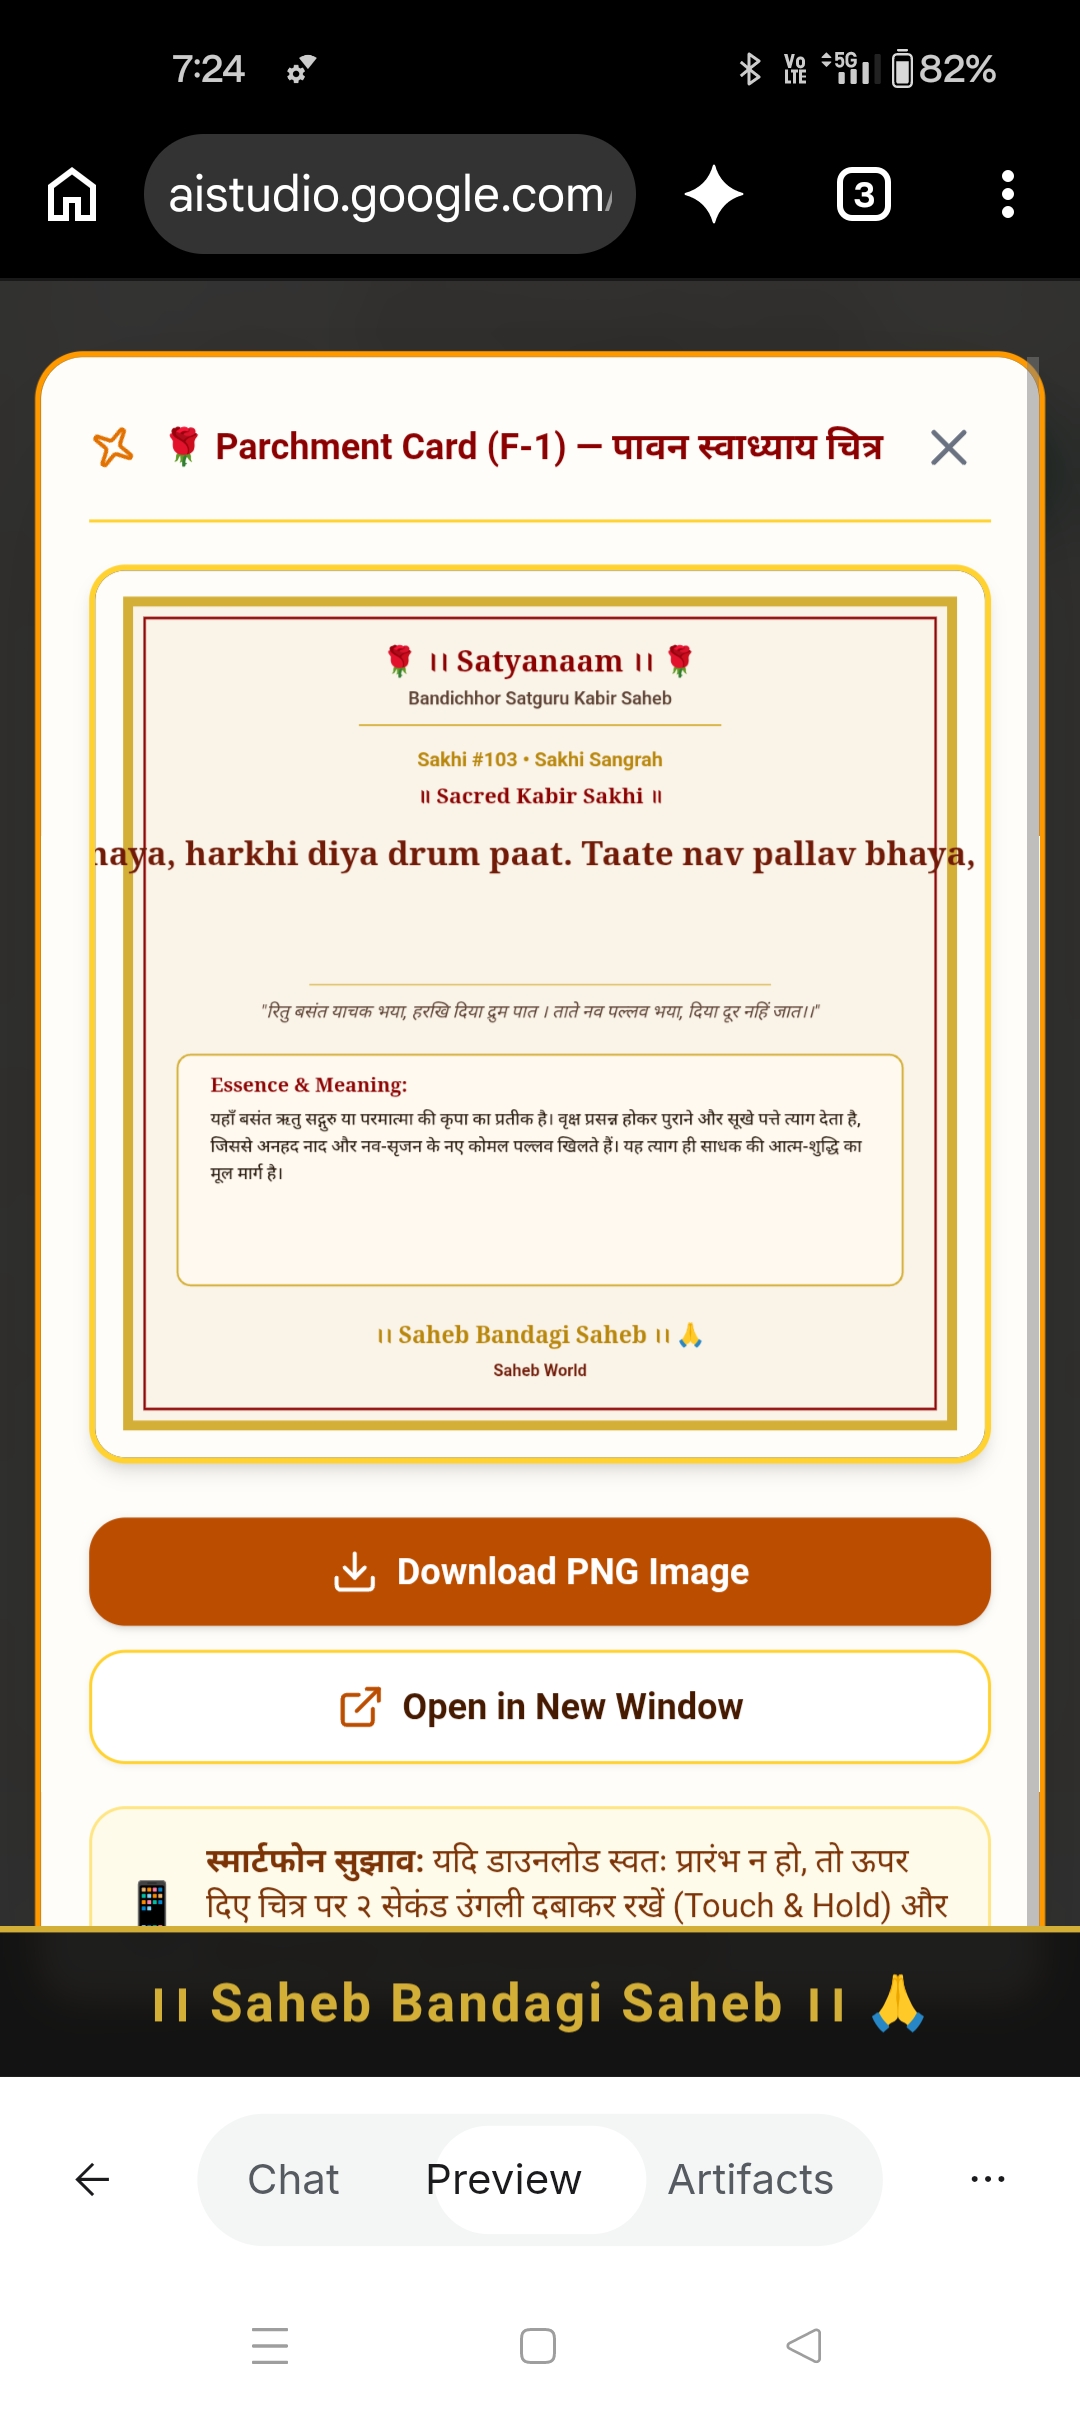 7:24
Vo LTE 5G 82%
aistudio.google.com/
3
🌹 Parchment Card (F-1) — पावन स्वाध्याय चित्र
🌹 ।। Satyanaam ।। 🌹
Bandichhor Satguru Kabir Saheb
Sakhi #103 • Sakhi Sangrah
॥ Sacred Kabir Sakhi ॥
harkhi diya drum paat. Taate nav pallav bhaya,
"रितु बसंत याचक भया, हरखि दिया द्रुम पात । ताते नव पल्लव भया, दिया दूर नहिं जात।।"
Essence & Meaning:
यहाँ बसंत ऋतु सद्गुरु या परमात्मा की कृपा का प्रतीक है। वृक्ष प्रसन्न होकर पुराने और सूखे पत्ते त्याग देता है,
जिससे अनहद नाद और नव-सृजन के नए कोमल पल्लव खिलते हैं। यह त्याग ही साधक की आत्म-शुद्धि का
मूल मार्ग है।
।। Saheb Bandagi Saheb ।। 🙏
Saheb World
Download PNG Image
Open in New Window
स्मार्टफोन सुझाव: यदि डाउनलोड स्वतः प्रारंभ न हो, तो ऊपर
दिए चित्र पर २ सेकंड उंगली दबाकर रखें (Touch & Hold) और
।। Saheb Bandagi Saheb ।। 🙏
Chat Preview Artifacts